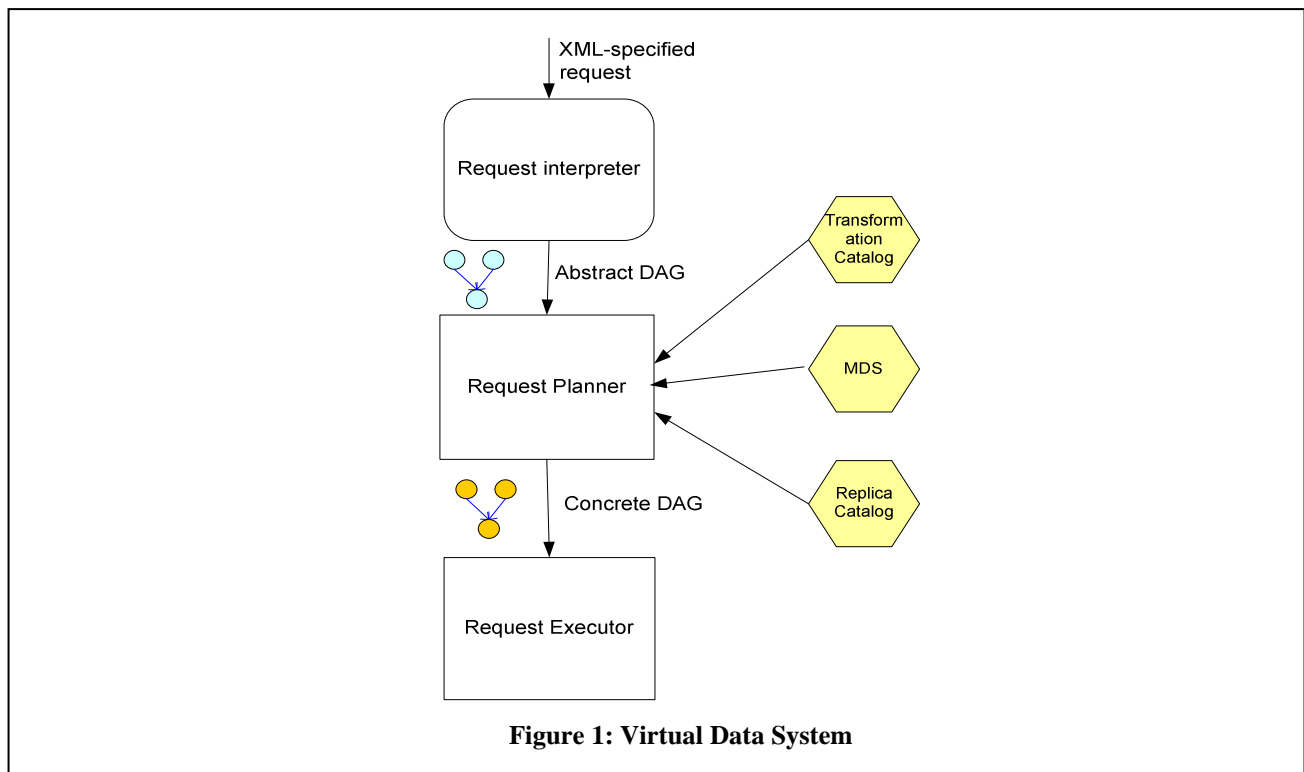 XML-specified
request
Request interpreter
Abstract DAG
Transform
ation
Catalog
Request Planner
MDS
Concrete DAG
Replica
Catalog
Request Executor
Figure 1: Virtual Data System